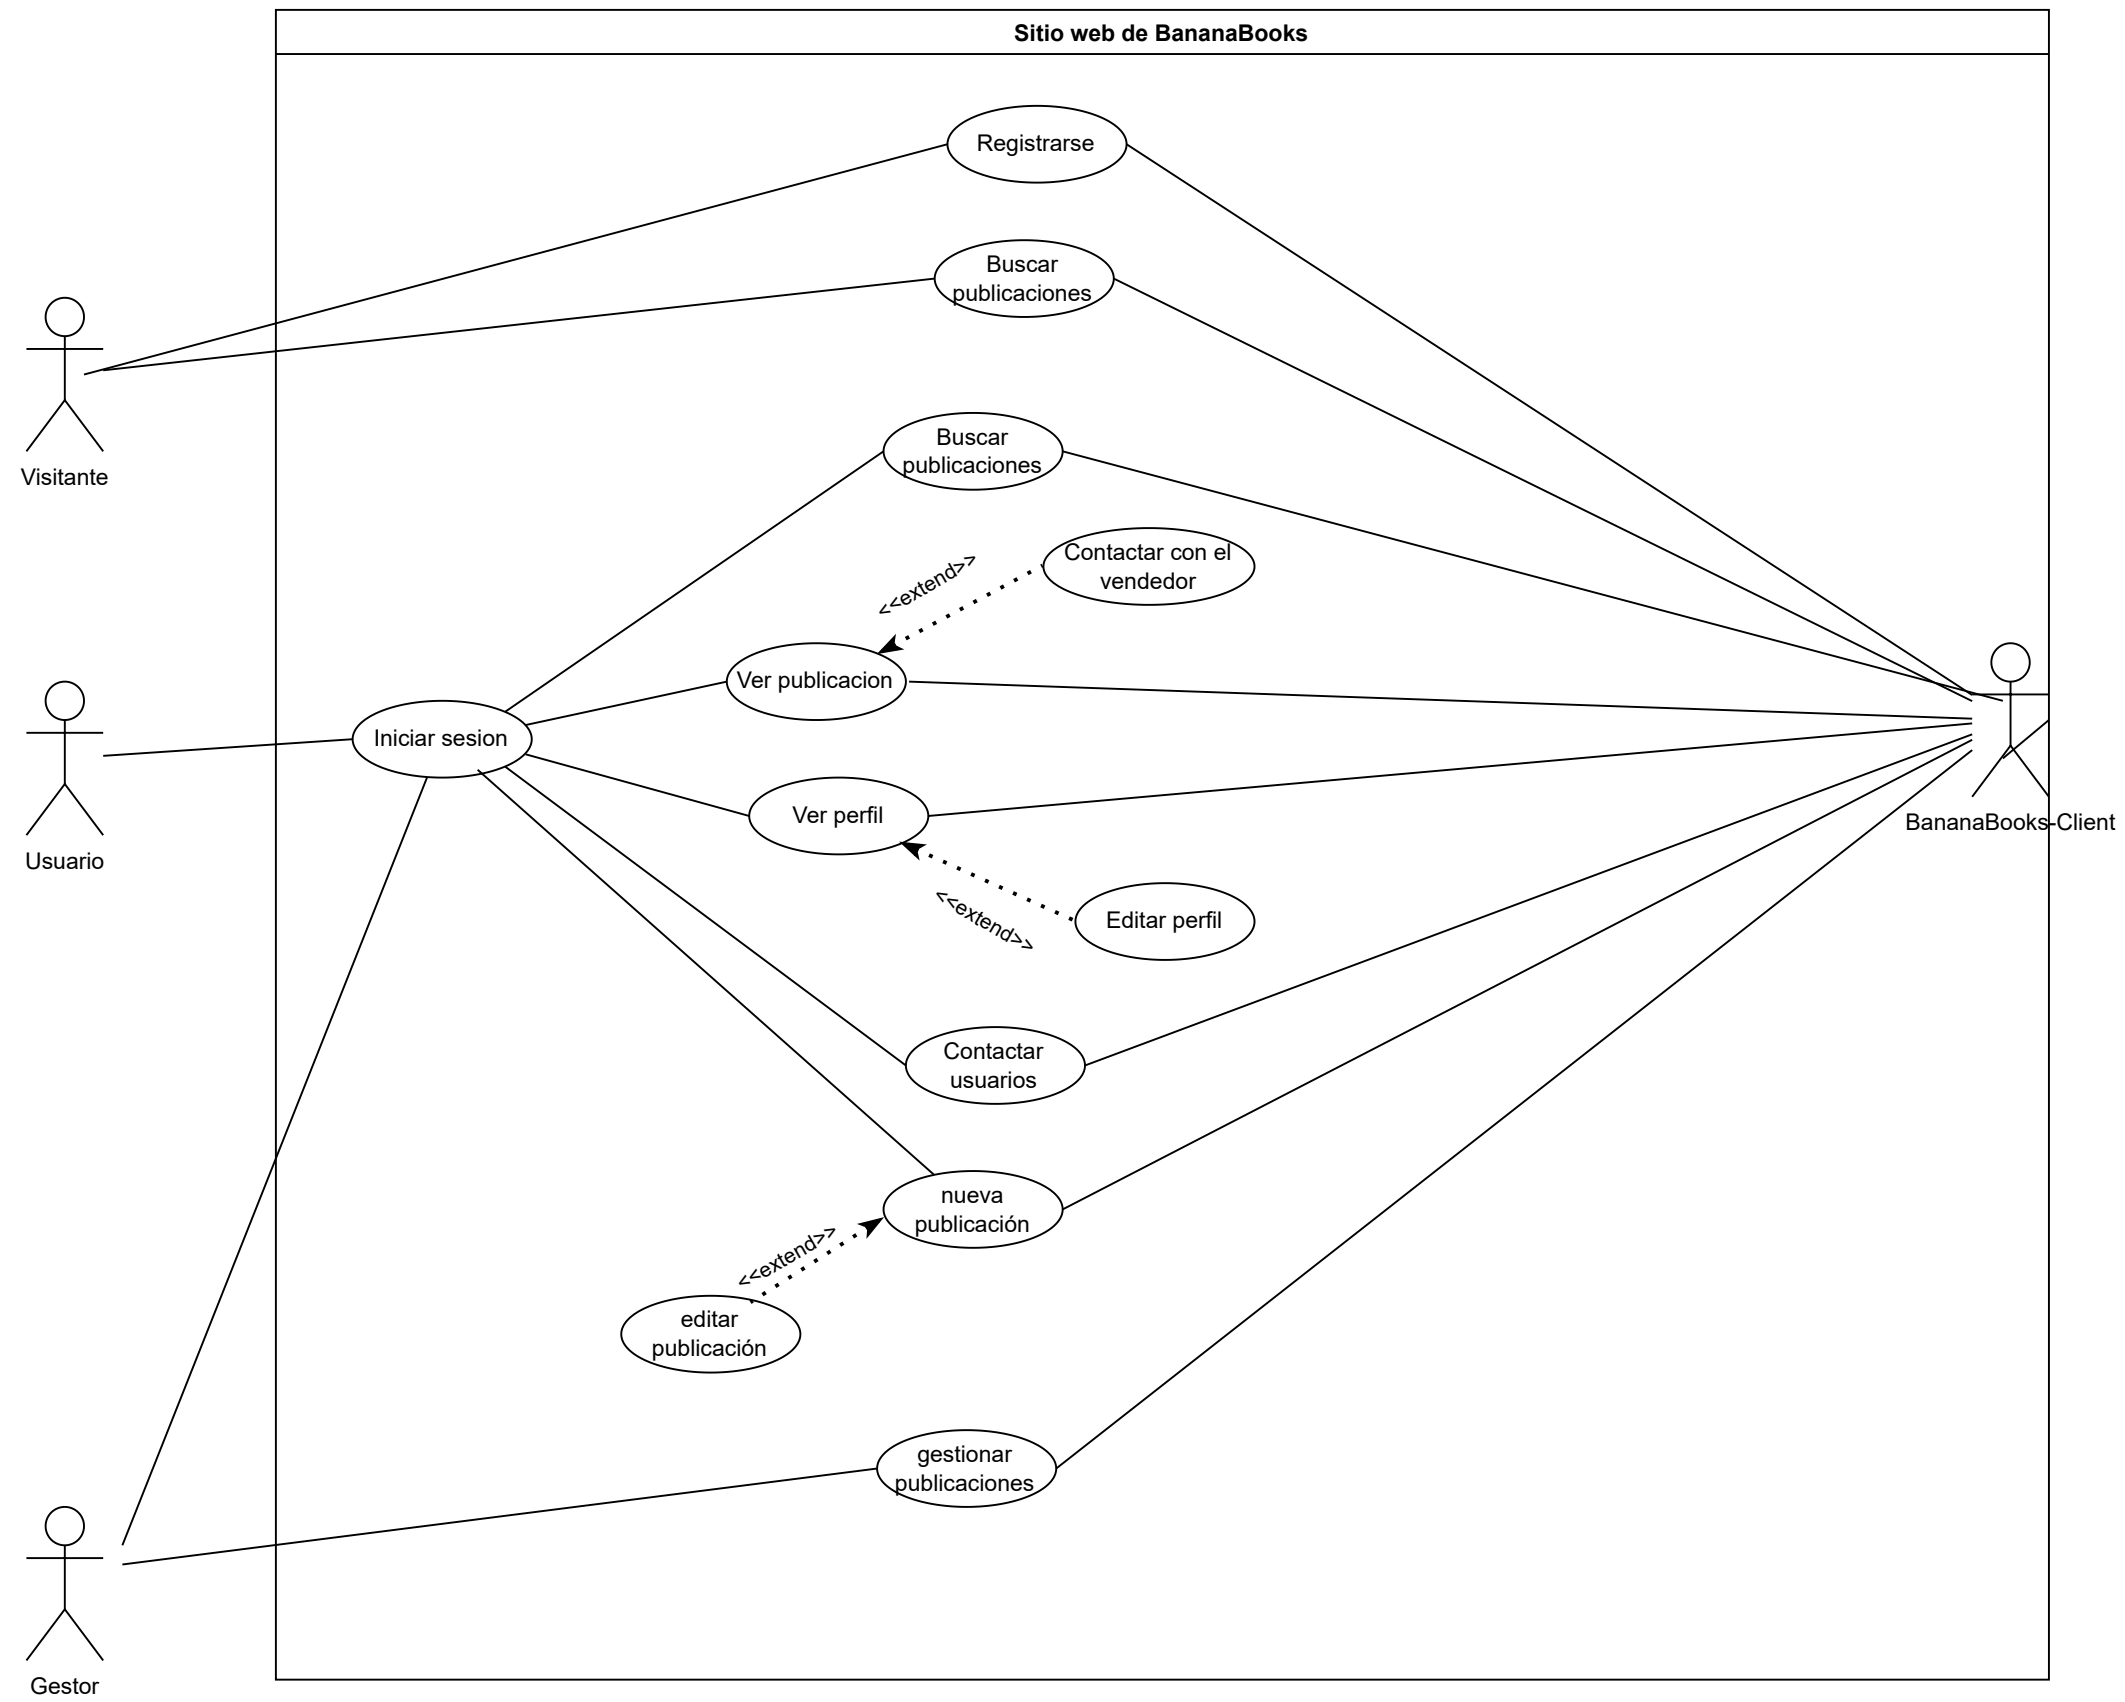 Sitio web de BananaBooks
Registrarse
Buscar
publicaciones
Visitante
Buscar
publicaciones
Contactar con el
vendedor
<<extend>>
Ver publicacion
Iniciar sesion
Usuario
Ver perfil
BananaBooks-Client
<<extend>>
Editar perfil
Contactar
usuarios
nueva
publicación
<<extend>>
editar
publicación
gestionar
publicaciones
Gestor